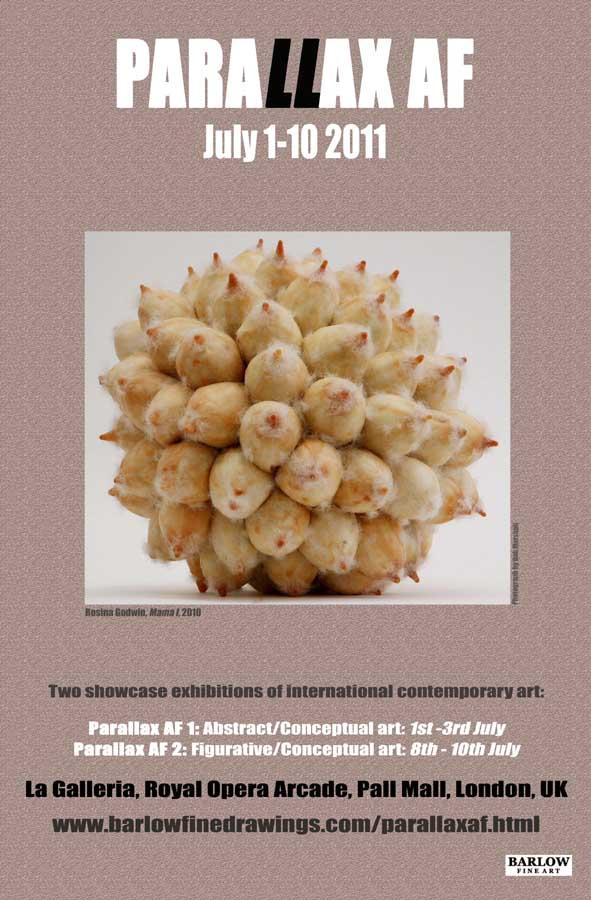 PARALLAX AF
July 1-10 2011
Photograph by
Rosina Godwin, Mama I, 2010
Two showcase exhibitions of international contemporary art:
Parallax AF 1: Abstract/Conceptual art: 1st -3rd July
Parallax AF 2: Figurative/Conceptual art: 8th - 10th July
La Galleria, Royal Opera Arcade, Pall Mall, London, UK
www.barlowfinedrawings.com/parallaxaf.html
BARLOW
FINE ART